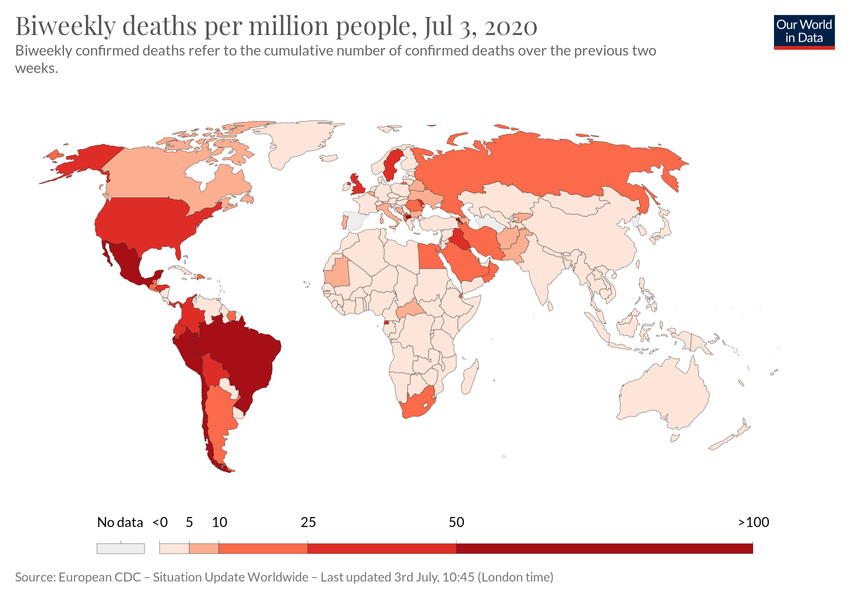 Biweekly deaths per million people, Jul 3, 2020
Our World
in Data
Biweekly confirmed deaths refer to the cumulative number of confirmed deaths over the previous two
weeks.
No data <0 5 10 25 50 >100
Source: European CDC – Situation Update Worldwide – Last updated 3rd July, 10:45 (London time)